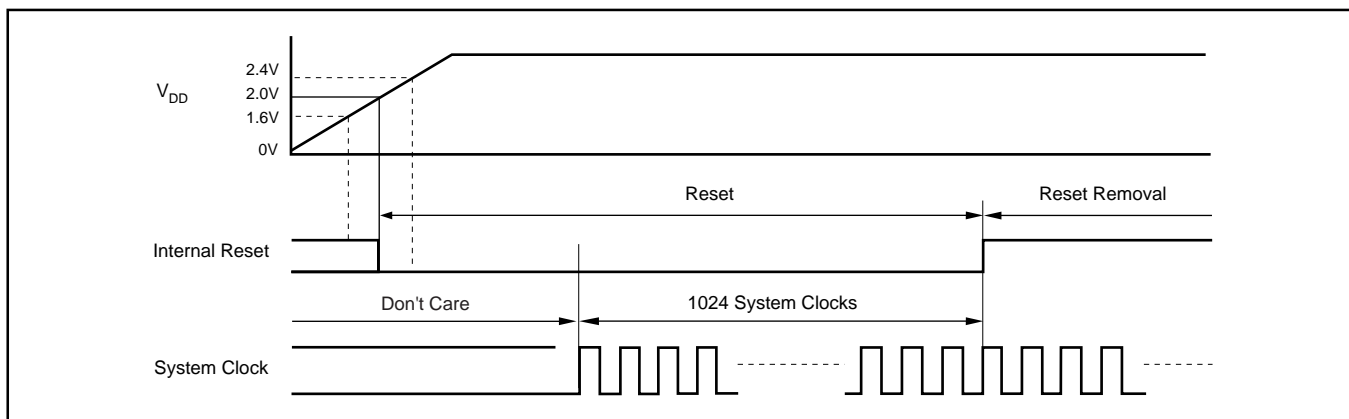 2.4V
V_DD
2.0V
1.6V
0V
Reset
Reset Removal
Internal Reset
Don't Care
1024 System Clocks
System Clock